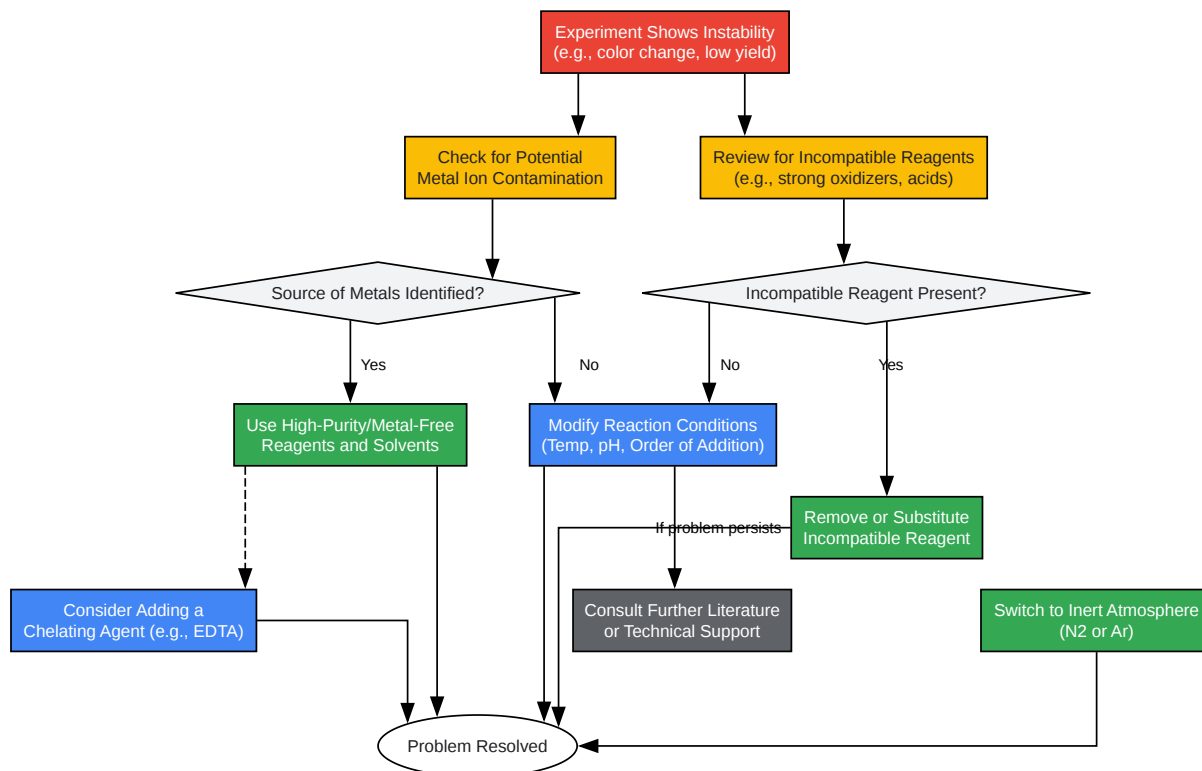 Experiment Shows Instability
(e.g., color change, low yield)
Check for Potential
Metal Ion Contamination
Review for Incompatible Reagents
(e.g., strong oxidizers, acids)
Source of Metals Identified?
Incompatible Reagent Present?
Yes
No
No
Yes
Use High-Purity/Metal-Free
Reagents and Solvents
Modify Reaction Conditions
(Temp, pH, Order of Addition)
If problem persists
Remove or Substitute
Incompatible Reagent
Consider Adding a
Chelating Agent (e.g., EDTA)
Consult Further Literature
or Technical Support
Switch to Inert Atmosphere
(N2 or Ar)
Problem Resolved